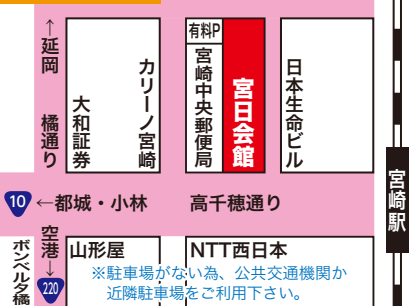 ↑延岡
橘通り
大和証券
カリーノ宮崎
有料P
宮崎中央郵便局
宮日会館
日本生命ビル
宮崎駅
10
←都城・小林
高千穂通り
空港→
220
ボンベルタ橘
山形屋
NTT西日本
※駐車場がない為、公共交通機関か
近隣駐車場をご利用下さい。